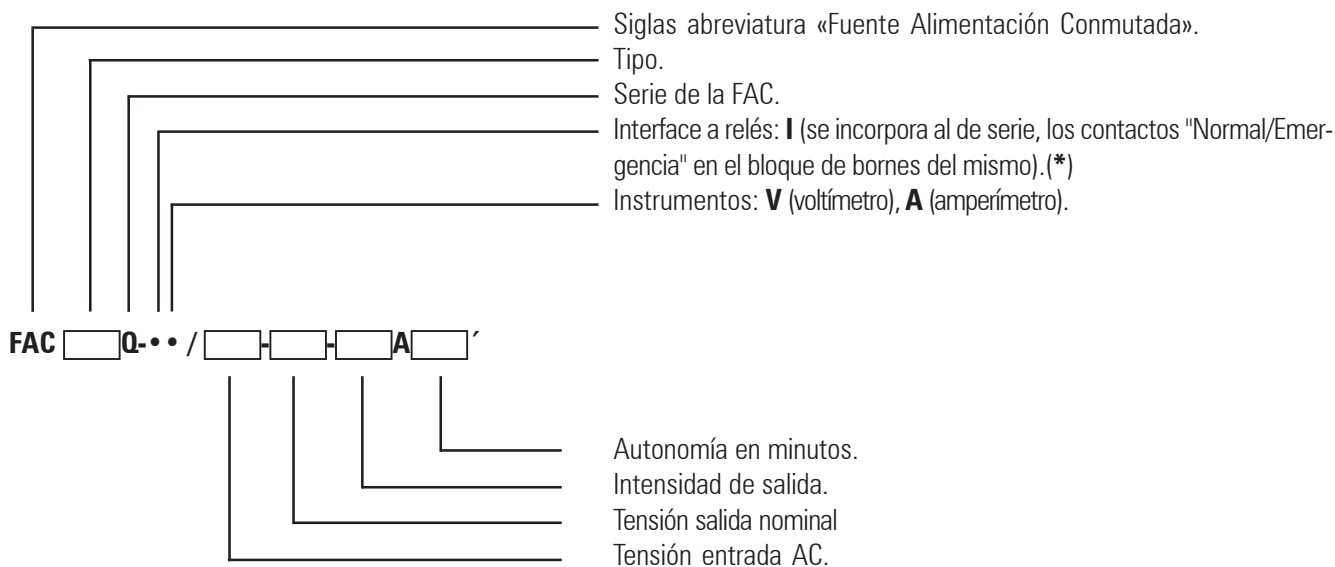 Siglas abreviatura «Fuente Alimentación Conmutada».
Tipo.
Serie de la FAC.
Interface a relés: I (se incorpora al de serie, los contactos "Normal/Emer-
gencia" en el bloque de bornes del mismo).(*)
Instrumentos: V (voltímetro), A (amperímetro).
FAC Q-•• / - - A ´
Autonomía en minutos.
Intensidad de salida.
Tensión salida nominal
Tensión entrada AC.